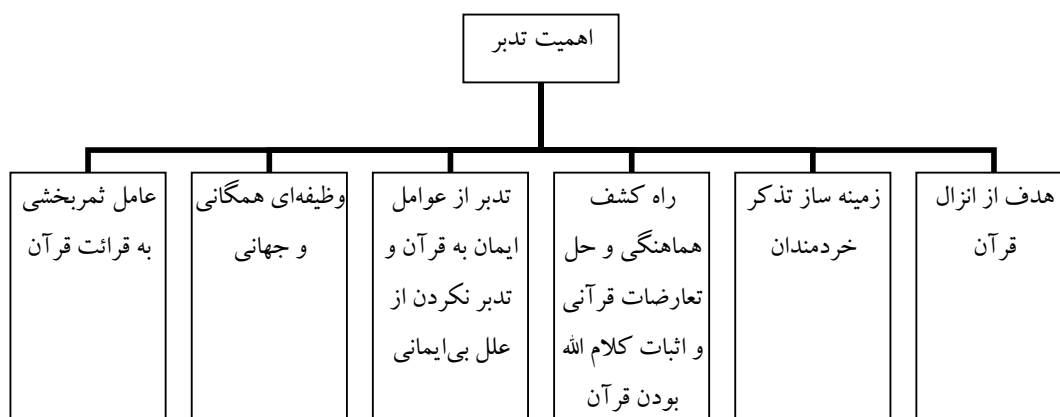 اهمیت تدبر
هدف از انزال
قرآن
زمینه ساز تذکر
خردمندان
راه کشف
هماهنگی و حل
تعارضات قرآنی
و اثبات کلام الله
بودن قرآن
تدبر از عوامل
ایمان به قرآن و
تدبر نکردن از
علل بی‌ایمانی
وظیفه‌ای همگانی
و جهانی
عامل ثمربخشی
به قرائت قرآن